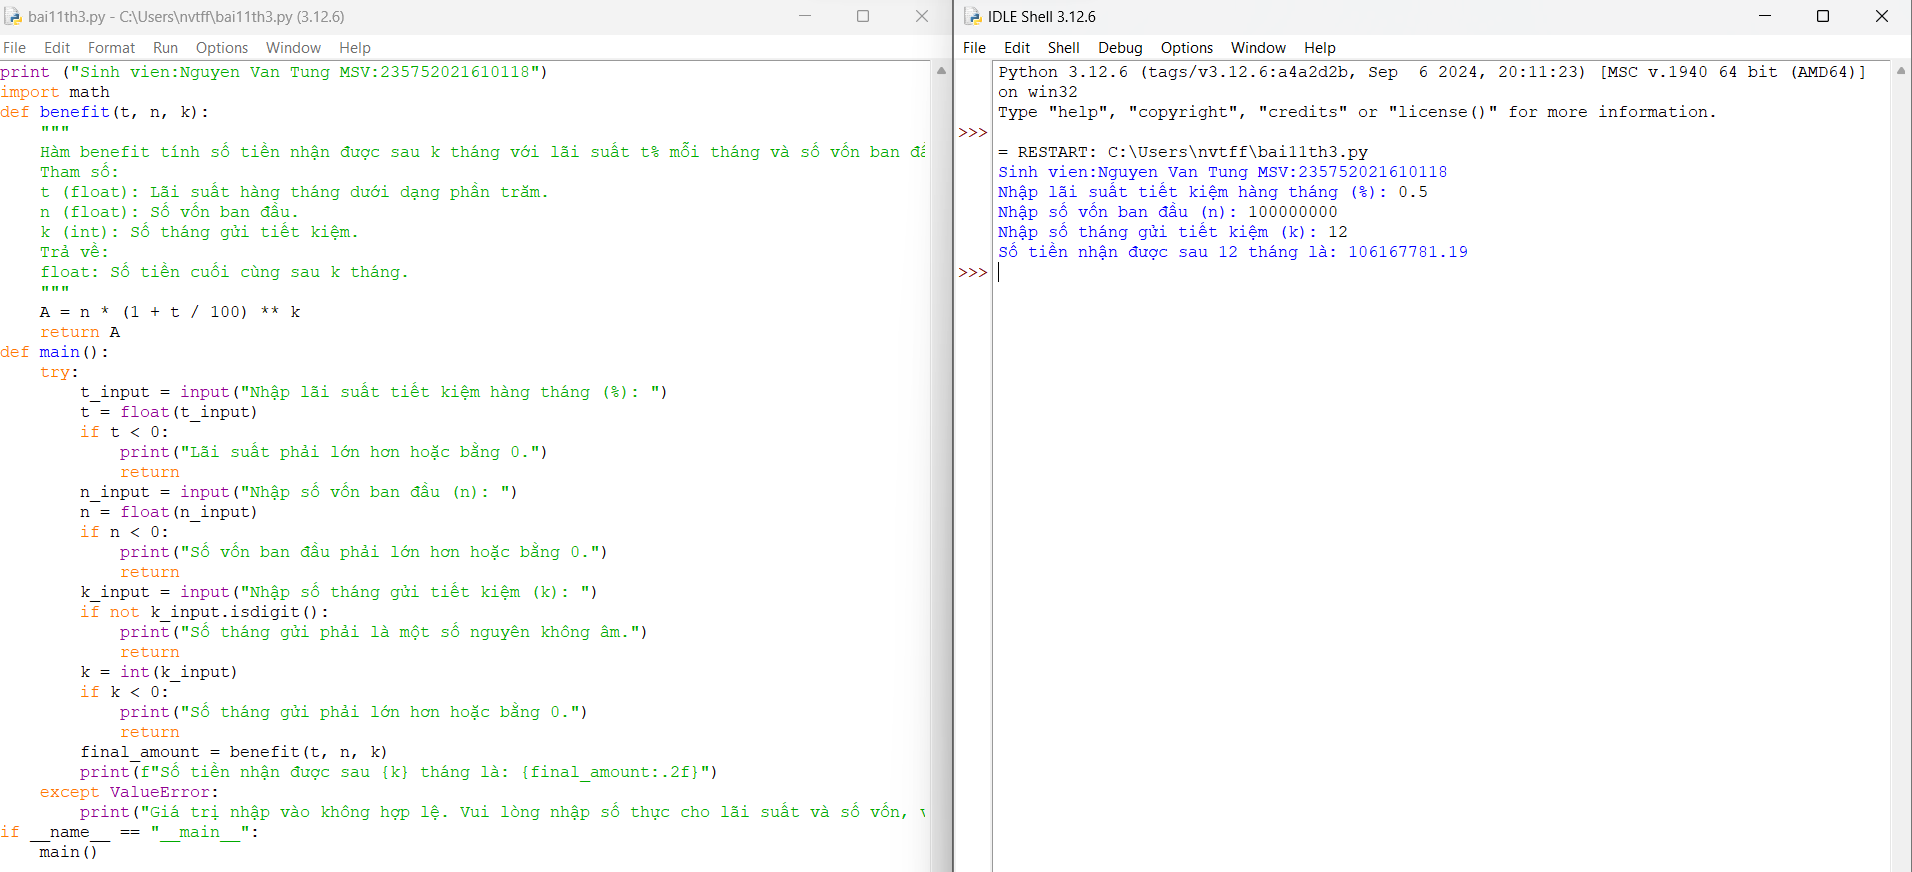 bai11th3.py - C:\Users\nvtff\bai11th3.py (3.12.6)
File Edit Format Run Options Window Help
print ("Sinh vien:Nguyen Van Tung MSV:235752021610118")
import math
def benefit(t, n, k):
    """
    Hàm benefit tính số tiền nhận được sau k tháng với lãi suất t% mỗi tháng và số vốn ban
    Tham số:
    t (float): Lãi suất hàng tháng dưới dạng phần trăm.
    n (float): Số vốn ban đầu.
    k (int): Số tháng gửi tiết kiệm.
    Trả về:
    float: Số tiền cuối cùng sau k tháng.
    """
    A = n * (1 + t / 100) ** k
    return A
def main():
    try:
        t_input = input("Nhập lãi suất tiết kiệm hàng tháng (%): ")
        t = float(t_input)
        if t < 0:
            print("Lãi suất phải lớn hơn hoặc bằng 0.")
            return
        n_input = input("Nhập số vốn ban đầu (n): ")
        n = float(n_input)
        if n < 0:
            print("Số vốn ban đầu phải lớn hơn hoặc bằng 0.")
            return
        k_input = input("Nhập số tháng gửi tiết kiệm (k): ")
        if not k_input.isdigit():
            print("Số tháng gửi phải là một số nguyên không âm.")
            return
        k = int(k_input)
        if k < 0:
            print("Số tháng gửi phải lớn hơn hoặc bằng 0.")
            return
        final_amount = benefit(t, n, k)
        print(f"Số tiền nhận được sau {k} tháng là: {final_amount:.2f}")
    except ValueError:
        print("Giá trị nhập vào không hợp lệ. Vui lòng nhập số thực cho lãi suất và số vốn,
if __name__ == "__main__":
    main()
IDLE Shell 3.12.6
File Edit Shell Debug Options Window Help
Python 3.12.6 (tags/v3.12.6:a4a2d2b, Sep  6 2024, 20:11:23) [MSC v.1940 64 bit (AMD64)]
on win32
Type "help", "copyright", "credits" or "license()" for more information.
>>>
= RESTART: C:\Users\nvtff\bai11th3.py
Sinh vien:Nguyen Van Tung MSV:235752021610118
Nhập lãi suất tiết kiệm hàng tháng (%): 0.5
Nhập số vốn ban đầu (n): 100000000
Nhập số tháng gửi tiết kiệm (k): 12
Số tiền nhận được sau 12 tháng là: 106167781.19
>>>